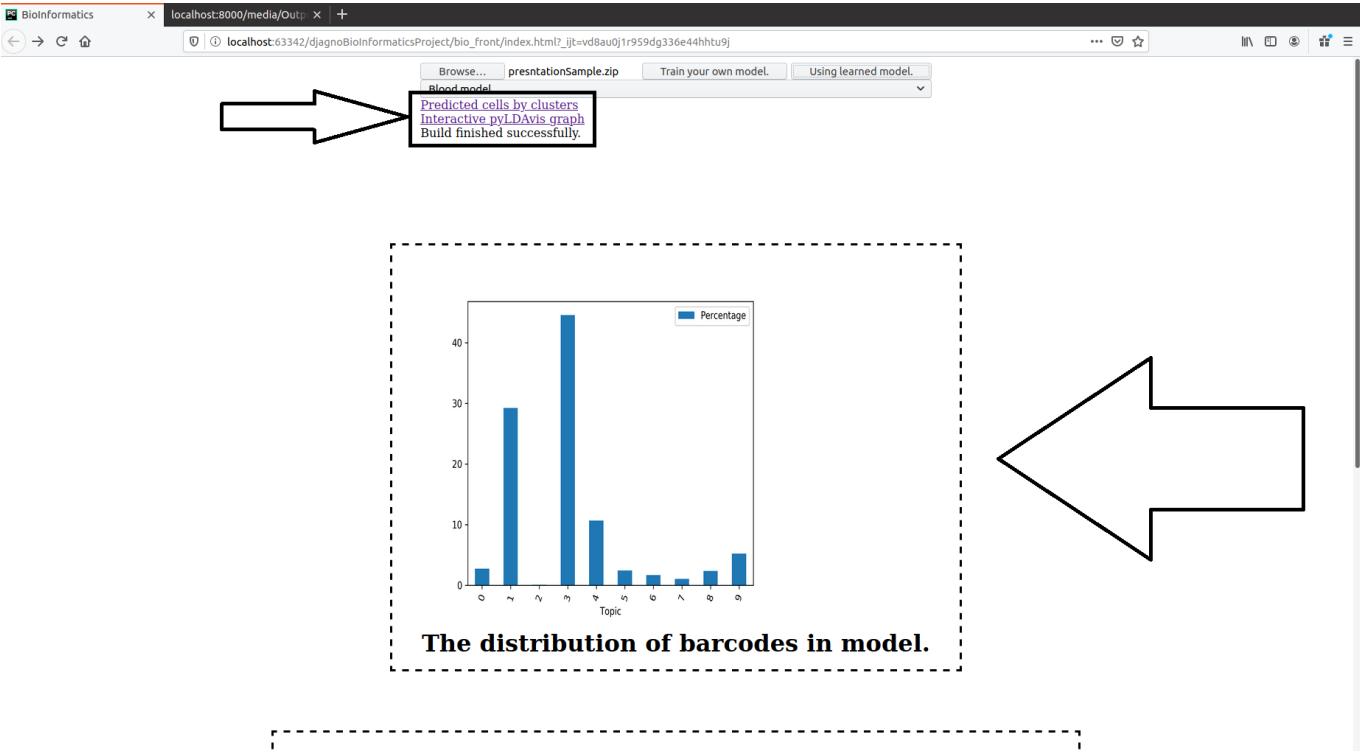 BioInformatics
localhost:8000/media/Outp
localhost:63342/djagnoBioInformaticsProject/bio_front/index.html?_ijt=vd8au0j1r959dg336e44hhtu9j
Browse... presntationSample.zip Train your own model. Using learned model.
Blood model
Predicted cells by clusters
Interactive pyLDAvis graph
Build finished successfully.
Percentage
40
30
20
10
0
0 1 2 3 4 5 6 7 8 9
Topic
The distribution of barcodes in model.